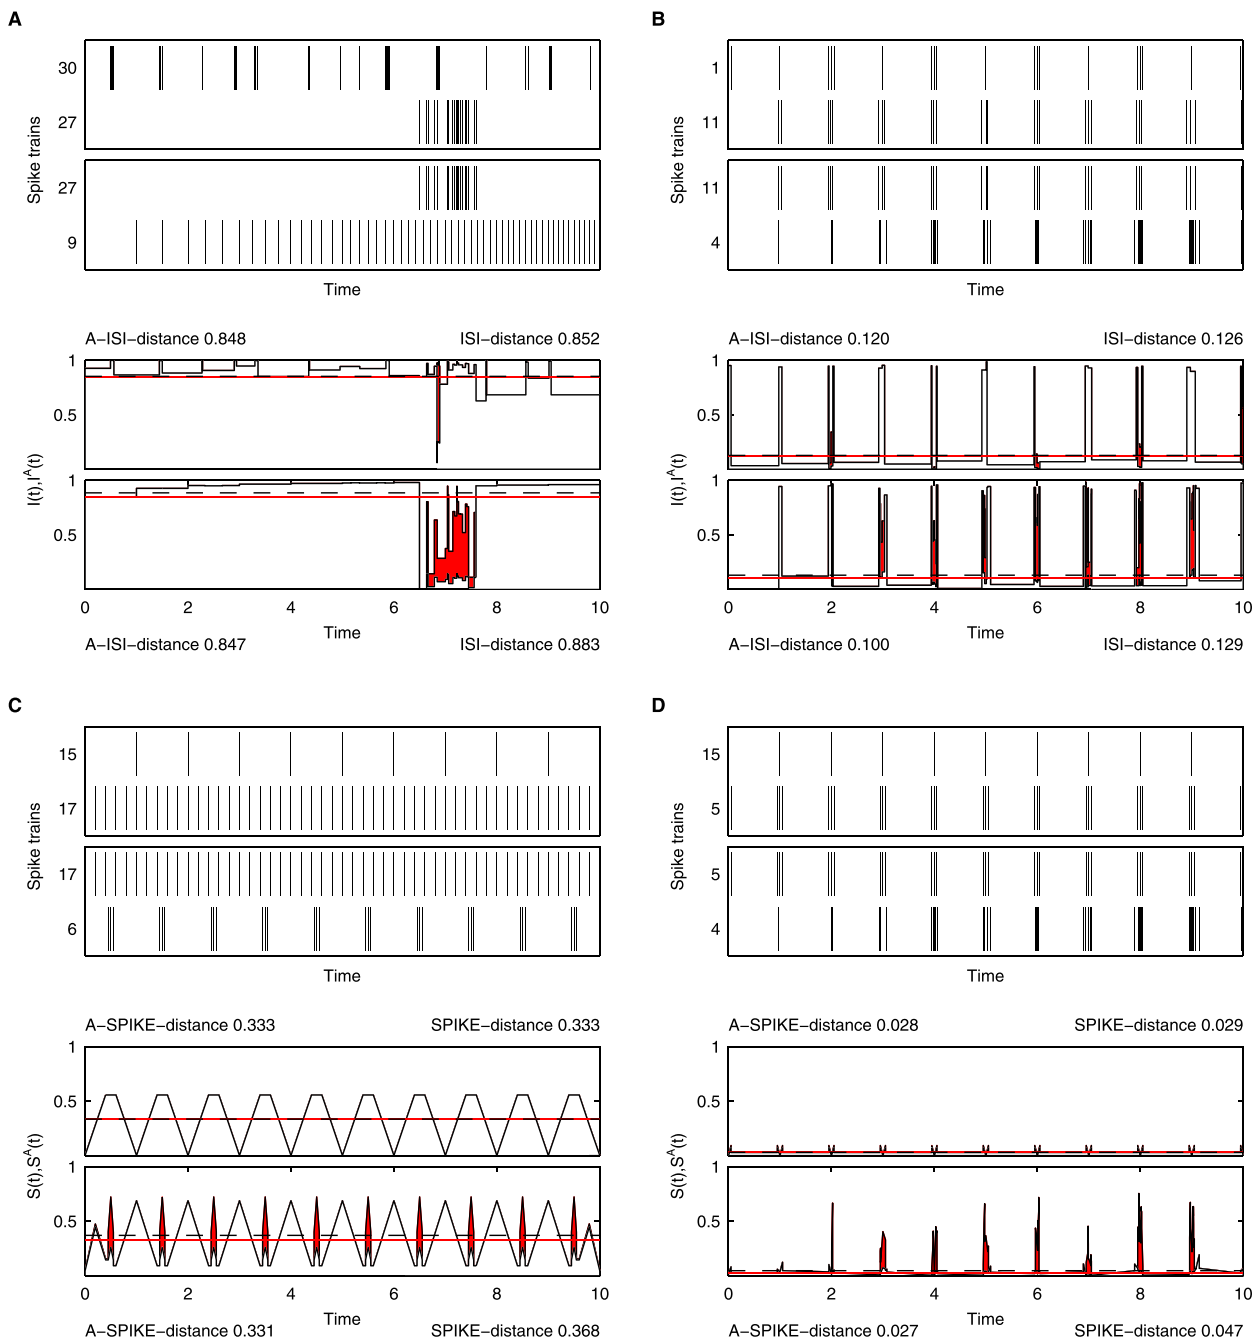 A
30
27
Spike trains
27
9
Time
A−ISI−distance 0.848 ISI−distance 0.852
1
0.5
I(t),I^A(t)
1
0.5
0 2 4 6 8 10
Time
A−ISI−distance 0.847 ISI−distance 0.883
B
1
11
Spike trains
11
4
Time
A−ISI−distance 0.120 ISI−distance 0.126
1
0.5
I(t),I^A(t)
1
0.5
0 2 4 6 8 10
Time
A−ISI−distance 0.100 ISI−distance 0.129
C
15
17
Spike trains
17
6
Time
A−SPIKE−distance 0.333 SPIKE−distance 0.333
1
0.5
S(t),S^A(t)
1
0.5
0 2 4 6 8 10
Time
A−SPIKE−distance 0.331 SPIKE−distance 0.368
D
15
5
Spike trains
5
4
Time
A−SPIKE−distance 0.028 SPIKE−distance 0.029
1
0.5
S(t),S^A(t)
1
0.5
0 2 4 6 8 10
Time
A−SPIKE−distance 0.027 SPIKE−distance 0.047